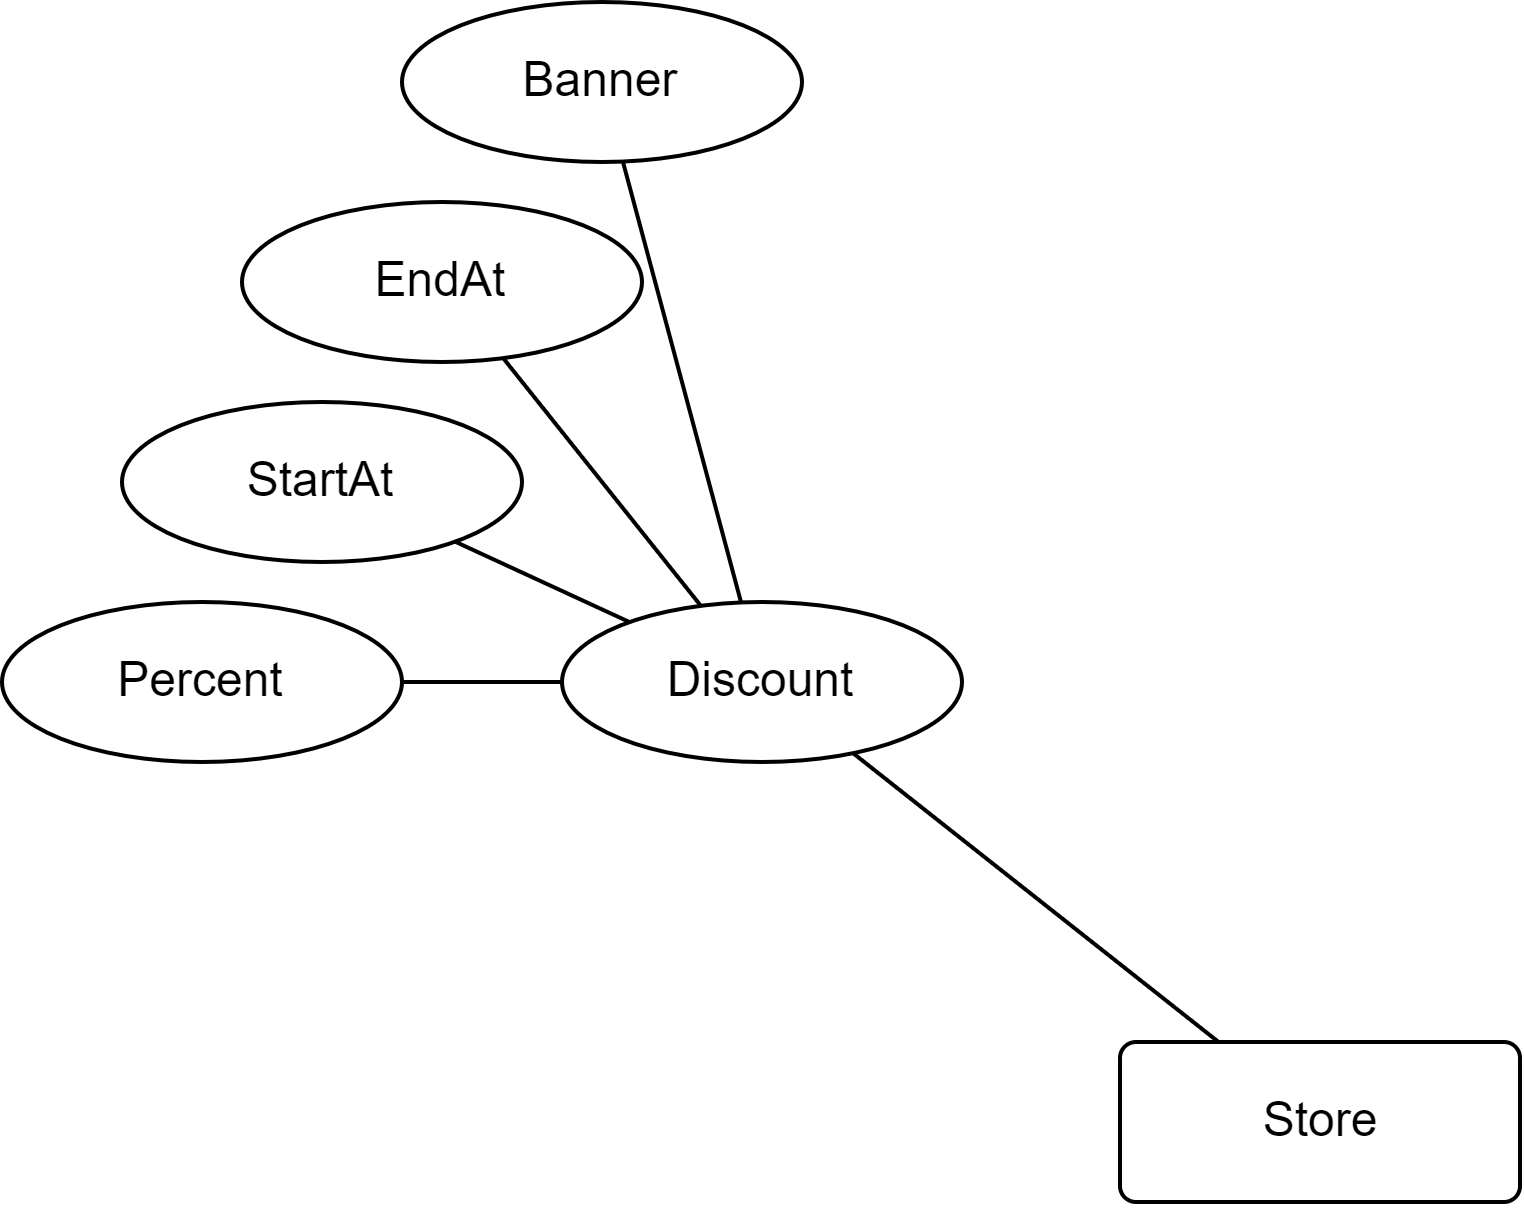 Banner
EndAt
StartAt
Percent
Discount
Store